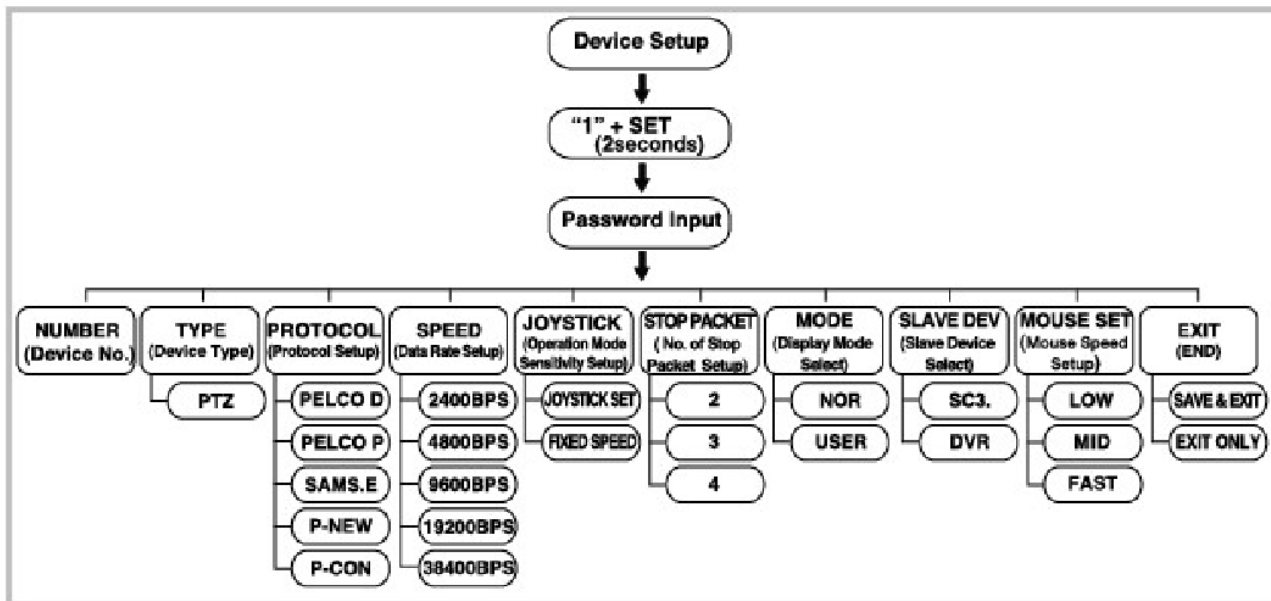 Device Setup
“1” + SET
(2seconds)
Password Input
NUMBER
(Device No.)
TYPE
(Device Type)
PTZ
PROTOCOL
(Protocol Setup)
PELCO D
PELCO P
SAMS.E
P-NEW
P-CON
SPEED
(Data Rate Setup)
2400BPS
4800BPS
9600BPS
19200BPS
38400BPS
JOYSTICK
(Operation Mode
Sensitivity Setup)
JOYSTICK SET
FIXED SPEED
STOP PACKET
( No. of Stop
Packet Setup)
2
3
4
MODE
(Display Mode
Select)
NOR
USER
SLAVE DEV
(Slave Device
Select)
SC3.
DVR
MOUSE SET
(Mouse Speed
Setup)
LOW
MID
FAST
EXIT
(END)
SAVE & EXIT
EXIT ONLY